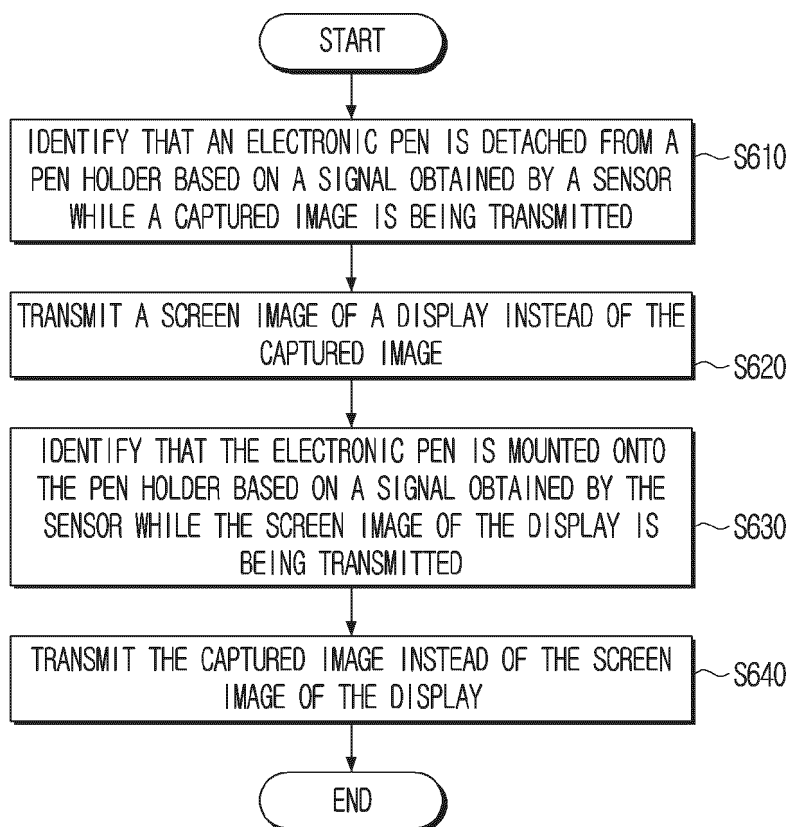 START
IDENTIFY THAT AN ELECTRONIC PEN IS DETACHED FROM A
PEN HOLDER BASED ON A SIGNAL OBTAINED BY A SENSOR
WHILE A CAPTURED IMAGE IS BEING TRANSMITTED
S610
TRANSMIT A SCREEN IMAGE OF A DISPLAY INSTEAD OF THE
CAPTURED IMAGE
S620
IDENTIFY THAT THE ELECTRONIC PEN IS MOUNTED ONTO
THE PEN HOLDER BASED ON A SIGNAL OBTAINED BY THE
SENSOR WHILE THE SCREEN IMAGE OF THE DISPLAY IS
BEING TRANSMITTED
S630
TRANSMIT THE CAPTURED IMAGE INSTEAD OF THE SCREEN
IMAGE OF THE DISPLAY
S640
END